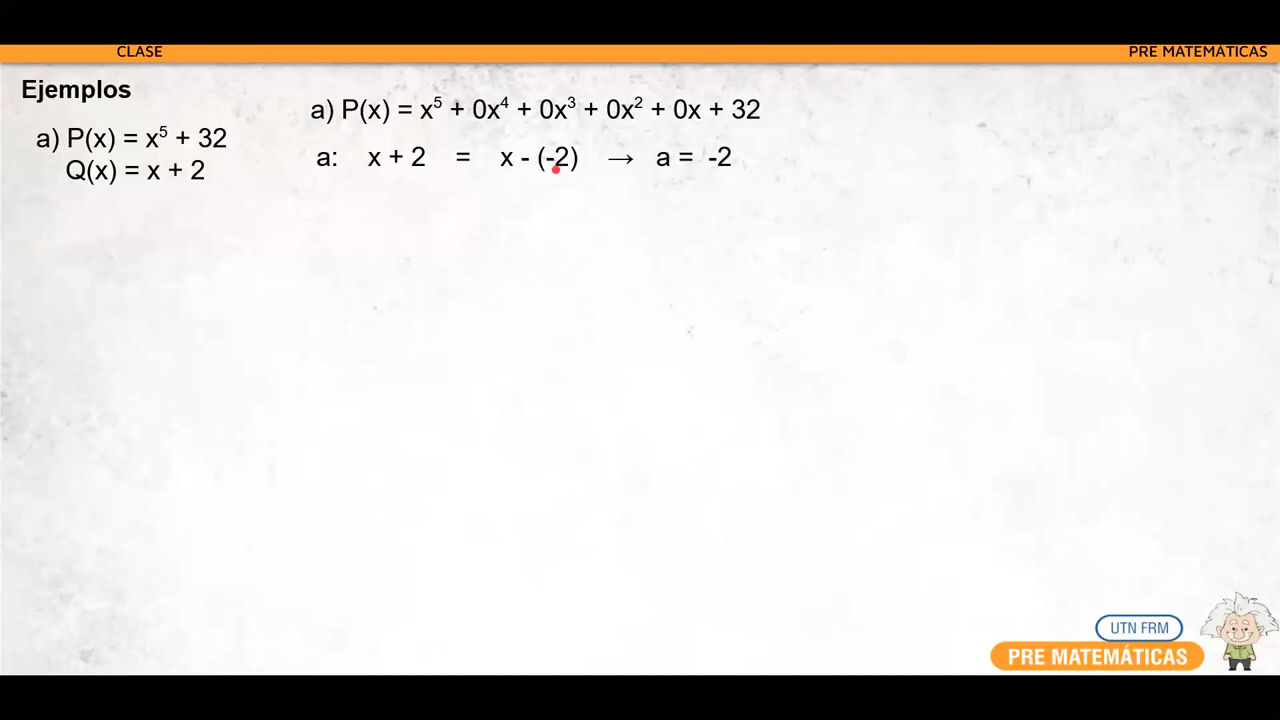 CLASE
PRE MATEMÁTICAS
Ejemplos
a) P(x) = x⁵ + 32
Q(x) = x + 2
a) P(x) = x⁵ + 0x⁴ + 0x³ + 0x² + 0x + 32
a: x + 2 = x - (-2) → a = -2
UTN FRM
PRE MATEMÁTICAS